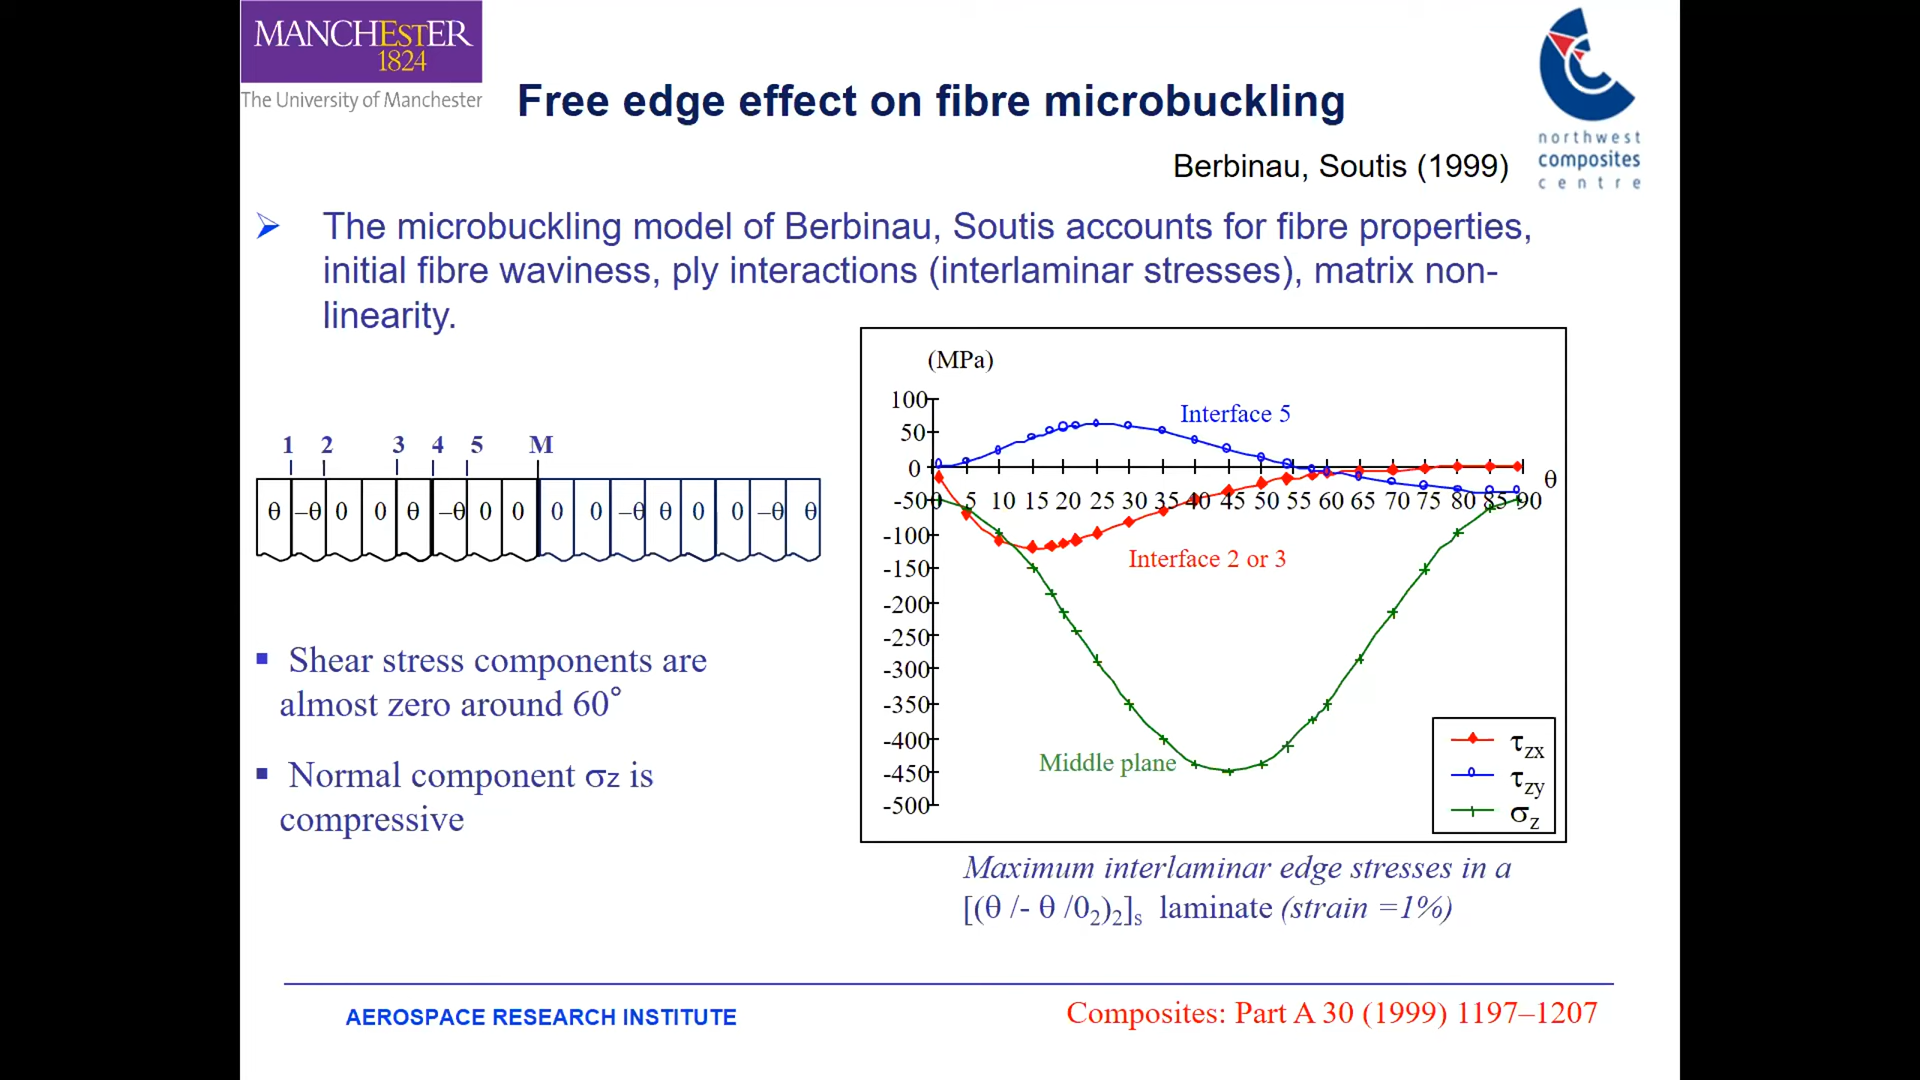 MANCHESTER
1824
The University of Manchester
Free edge effect on fibre microbuckling
northwest
composites
centre
Berbinau, Soutis (1999)
➢ The microbuckling model of Berbinau, Soutis accounts for fibre properties,
initial fibre waviness, ply interactions (interlaminar stresses), matrix non-
linearity.
1 2 3 4 5 M
θ –θ 0 0 θ –θ 0 0 0 0 –θ θ 0 0 –θ θ
▪ Shear stress components are
almost zero around 60°
▪ Normal component σz is
compressive
(MPa)
100
50
0
-50
-100
-150
-200
-250
-300
-350
-400
-450
-500
0 5 10 15 20 25 30 35 40 45 50 55 60 65 70 75 80 85 90
θ
Interface 5
Interface 2 or 3
Middle plane
τzx
τzy
σz
Maximum interlaminar edge stresses in a
[(θ /- θ /0₂)₂]s laminate (strain =1%)
AEROSPACE RESEARCH INSTITUTE
Composites: Part A 30 (1999) 1197–1207